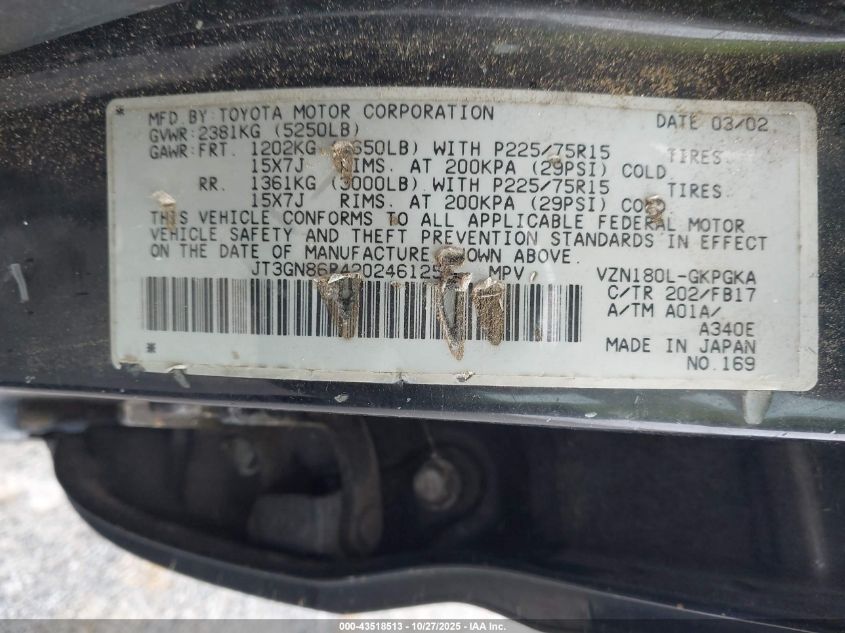 * MFD BY: TOYOTA MOTOR CORPORATION DATE 03/02
GVWR: 2381KG (5250LB)
GAWR: FRT. 1202KG ( 650LB) WITH P225/75R15 TIRES
15X7J RIMS. AT 200KPA (29PSI) COLD
RR. 1361KG (3000LB) WITH P225/75R15 TIRES
15X7J RIMS. AT 200KPA (29PSI) COLD
THIS VEHICLE CONFORMS TO ALL APPLICABLE FEDERAL MOTOR
VEHICLE SAFETY AND THEFT PREVENTION STANDARDS IN EFFECT
ON THE DATE OF MANUFACTURE SHOWN ABOVE.
MPV VZN180L-GKPGKA
C/TR 202/FB17
A/TM A01A/
A340E
* MADE IN JAPAN
NO.169
000-43518513 - 10/27/2025 - IAA Inc.